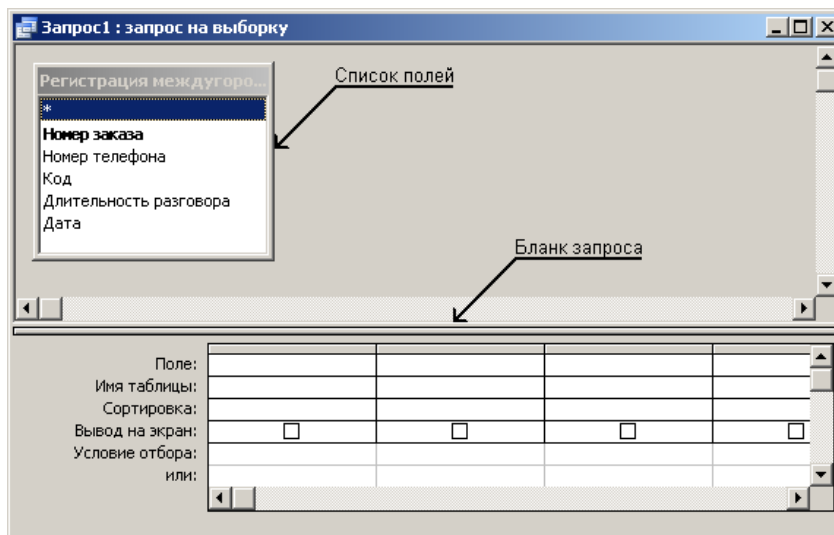 Запрос1 : запрос на выборку
Регистрация междугоро...
Список полей
*
Номер заказа
Номер телефона
Код
Длительность разговора
Дата
Бланк запроса
Поле:
Имя таблицы:
Сортировка:
Вывод на экран:
Условие отбора:
или: